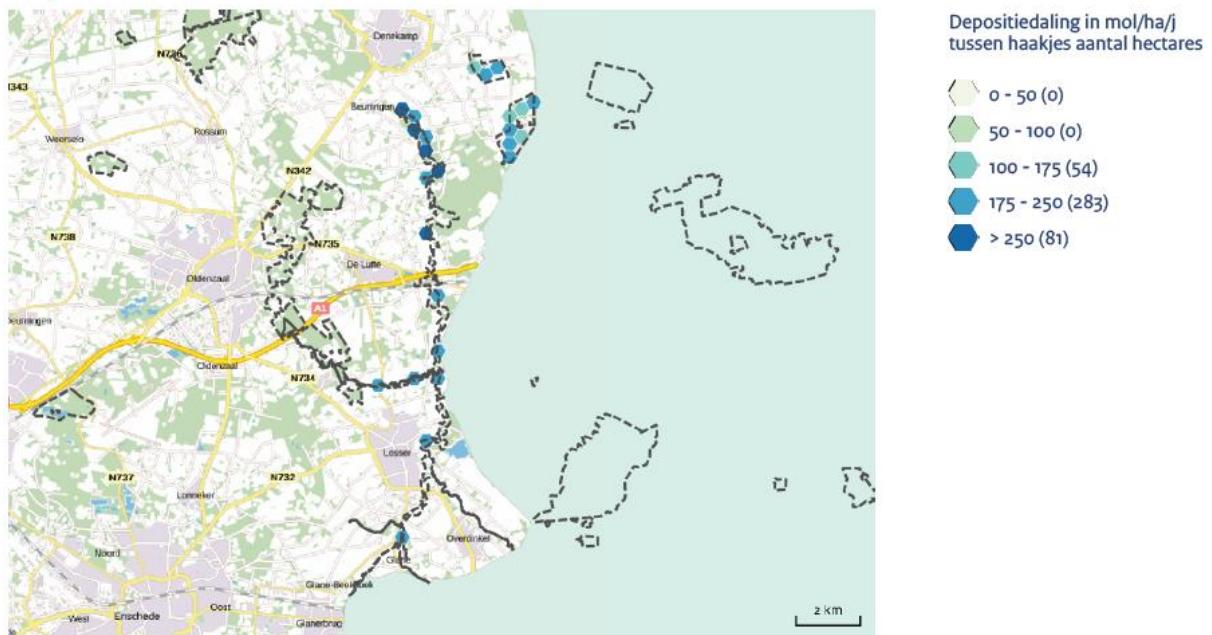 Denekamp
N736
N343
Beuningen
Weerselo
Rossum
N342
N738
N735
De Lutte
Oldenzaal
A1
Deurningen
Oldenzaal
N734
Losser
N737
N732
Lonneker
Noord
Overdinkel
Glane
Glane-Beekhoek
Oost
West
Enschede
Glanerbrug
2 km
Depositiedaling in mol/ha/j
tussen haakjes aantal hectares
0 - 50 (0)
50 - 100 (0)
100 - 175 (54)
175 - 250 (283)
> 250 (81)